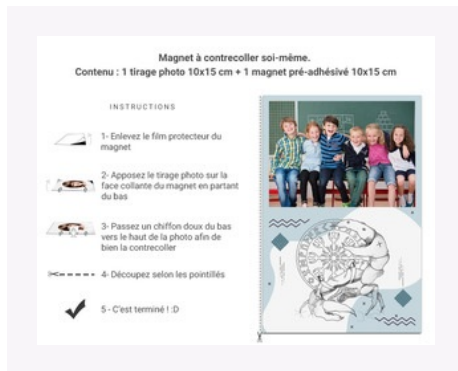 Magnet à contrecoller soi-même.
Contenu : 1 tirage photo 10x15 cm + 1 magnet pré-adhésivé 10x15 cm
INSTRUCTIONS
1- Enlevez le film protecteur du
magnet
2- Apposez le tirage photo sur la
face collante du magnet en partant
du bas
3- Passez un chiffon doux du bas
vers le haut de la photo afin de
bien la contrecoller
4- Découpez selon les pointillés
5 - C'est terminé ! :D